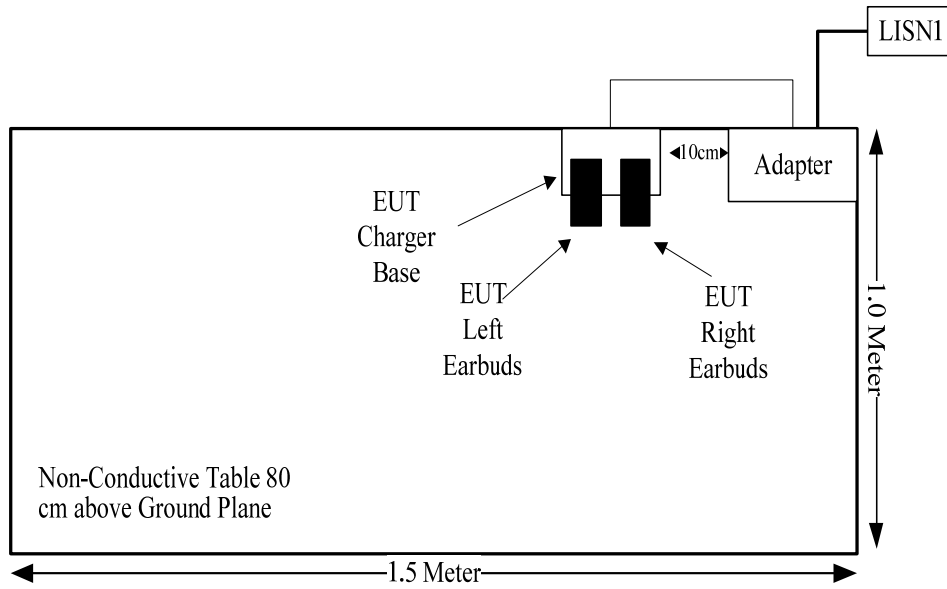 LISN1
10cm
Adapter
EUT
Charger
Base
EUT
Left
Earbuds
EUT
Right
Earbuds
1.0 Meter
Non-Conductive Table 80
cm above Ground Plane
1.5 Meter